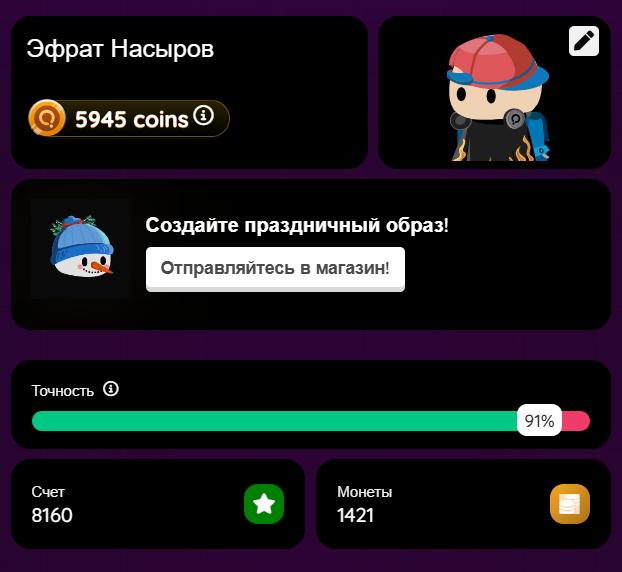 Эфрат Насыров
5945 coins
Создайте праздничный образ!
Отправляйтесь в магазин!
Точность
91%
Счет
8160
Монеты
1421